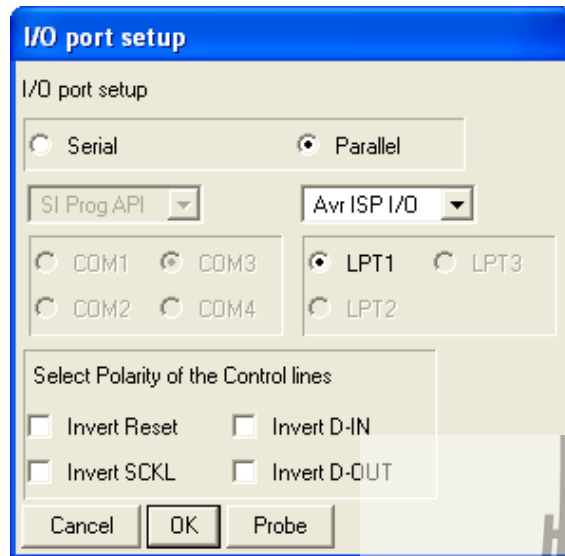 I/O port setup
I/O port setup
Serial Parallel
SI Prog API Avr ISP I/O
COM1 COM3 LPT1 LPT3
COM2 COM4 LPT2
Select Polarity of the Control lines
Invert Reset Invert D-IN
Invert SCKL Invert D-OUT
Cancel OK Probe